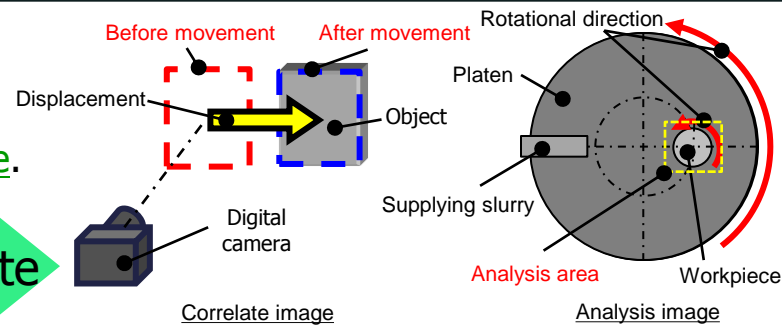 Before movement
After movement
Displacement
Object
e.
Digital
camera
te
Correlate image
Rotational direction
Platen
Supplying slurry
Analysis area
Workpiece
Analysis image